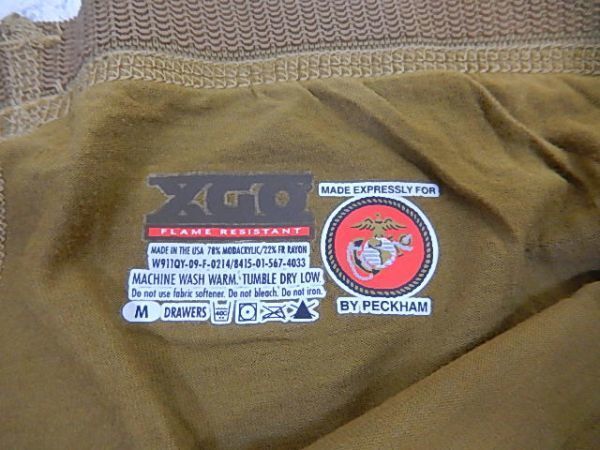 XGO
FLAME RESISTANT
MADE IN THE USA 78% MODACRYLIC/22% FR RAYON
W911QY-09-F-0214/8415-01-567-4033
MACHINE WASH WARM. TUMBLE DRY LOW.
Do not use fabric softener. Do not bleach. Do not iron.
M DRAWERS
MADE EXPRESSLY FOR
BY PECKHAM